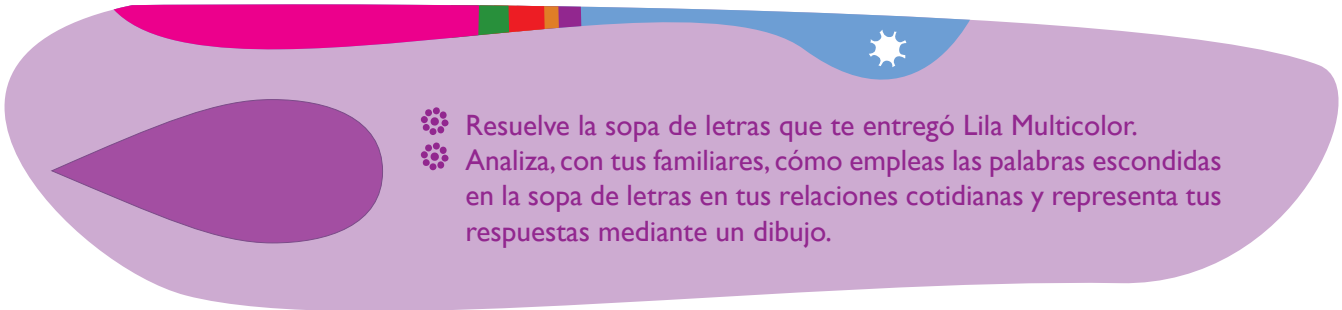 Resuelve la sopa de letras que te entregó Lila Multicolor.
Analiza, con tus familiares, cómo empleas las palabras escondidas
en la sopa de letras en tus relaciones cotidianas y representa tus
respuestas mediante un dibujo.